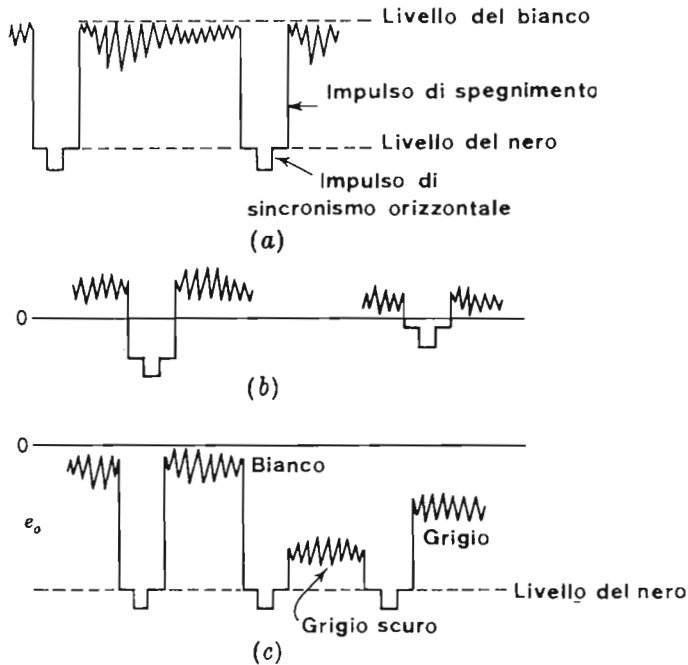 Livello del bianco
Impulso di spegnimento
Livello del nero
Impulso di
sincronismo orizzontale
(a)
0
(b)
0
Bianco
e₀
Grigio
Livello del nero
Grigio scuro
(c)